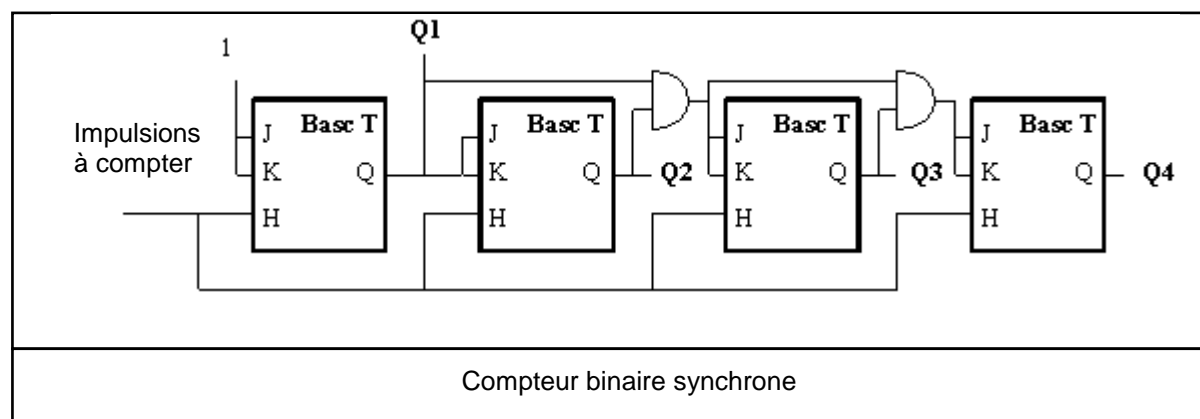 Q1
1
Impulsions
à compter
Basc T
J
K
Q
H
Basc T
J
K
Q
H
Q2
Basc T
J
K
Q
H
Q3
Basc T
J
K
Q
H
Q4
Compteur binaire synchrone